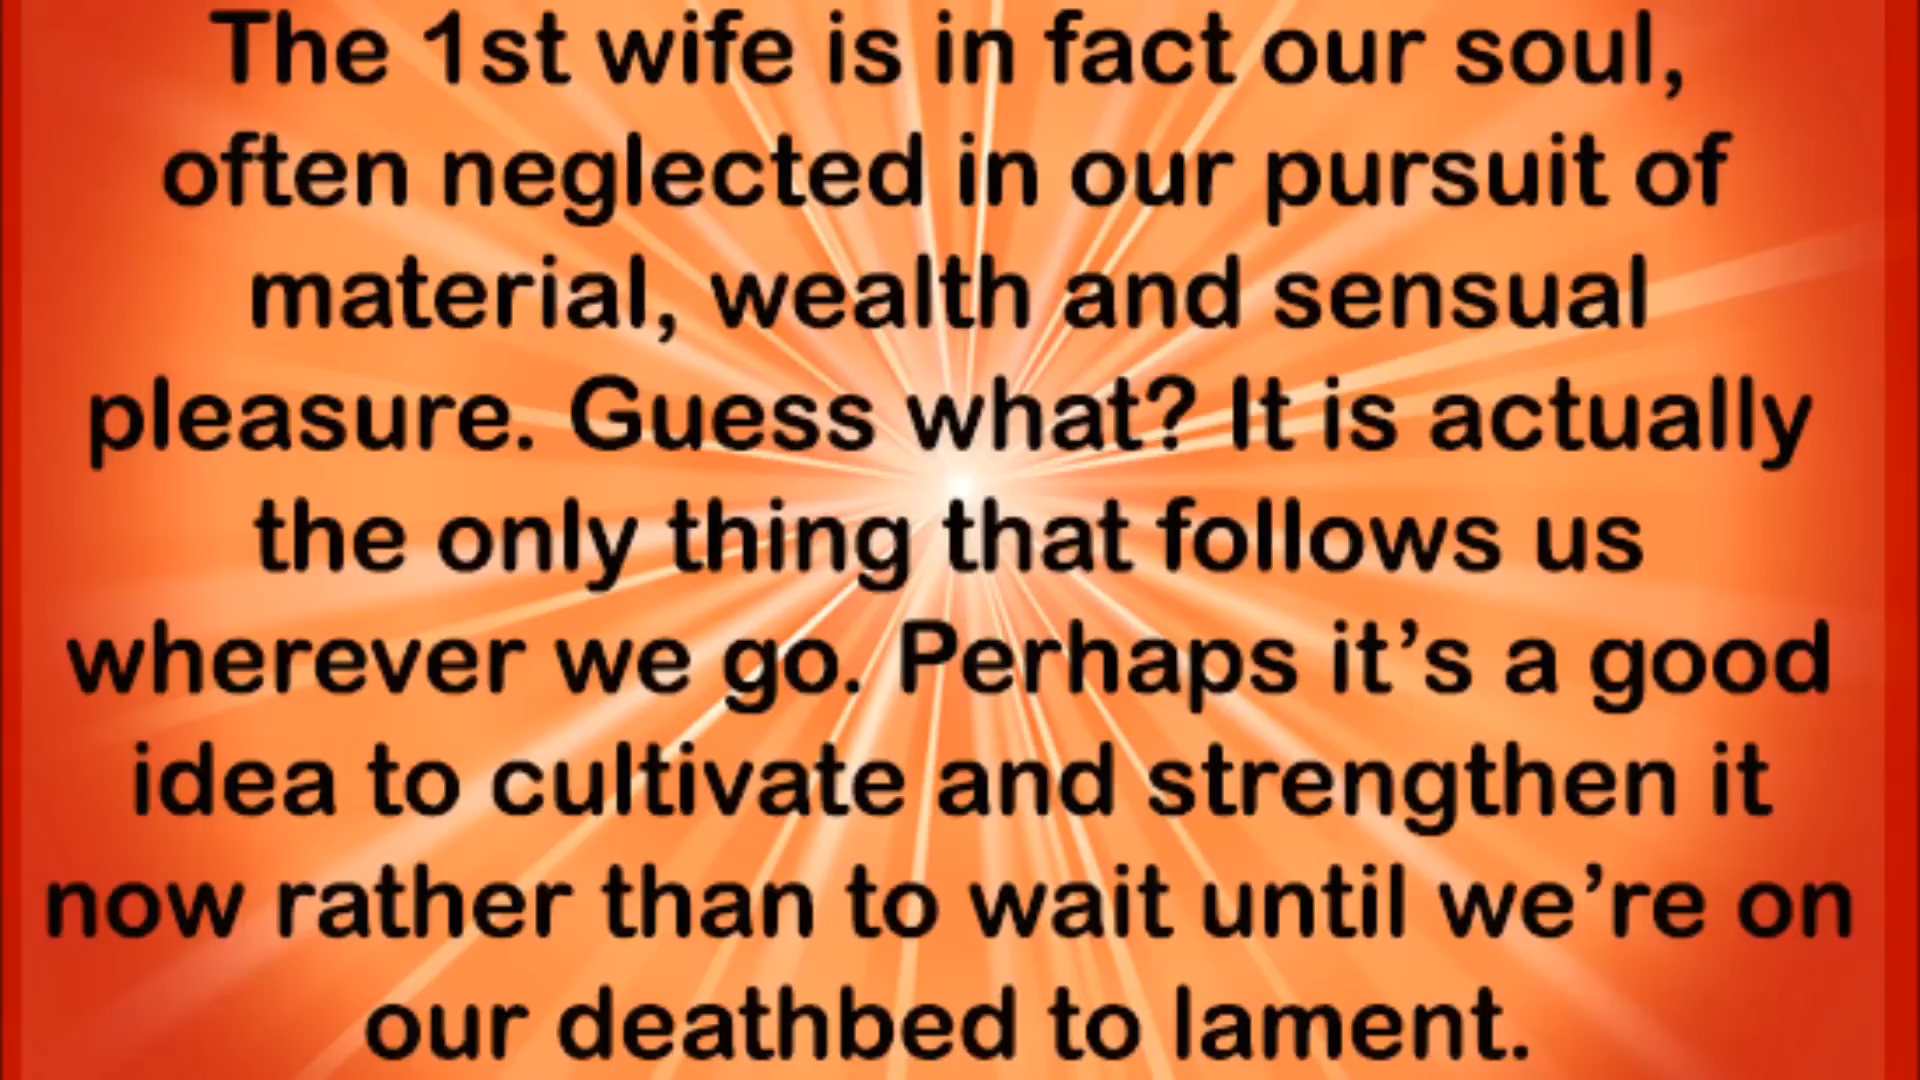 The 1st wife is in fact our soul,
often neglected in our pursuit of
material, wealth and sensual
pleasure. Guess what? It is actually
the only thing that follows us
wherever we go. Perhaps it’s a good
idea to cultivate and strengthen it
now rather than to wait until we’re on
our deathbed to lament.